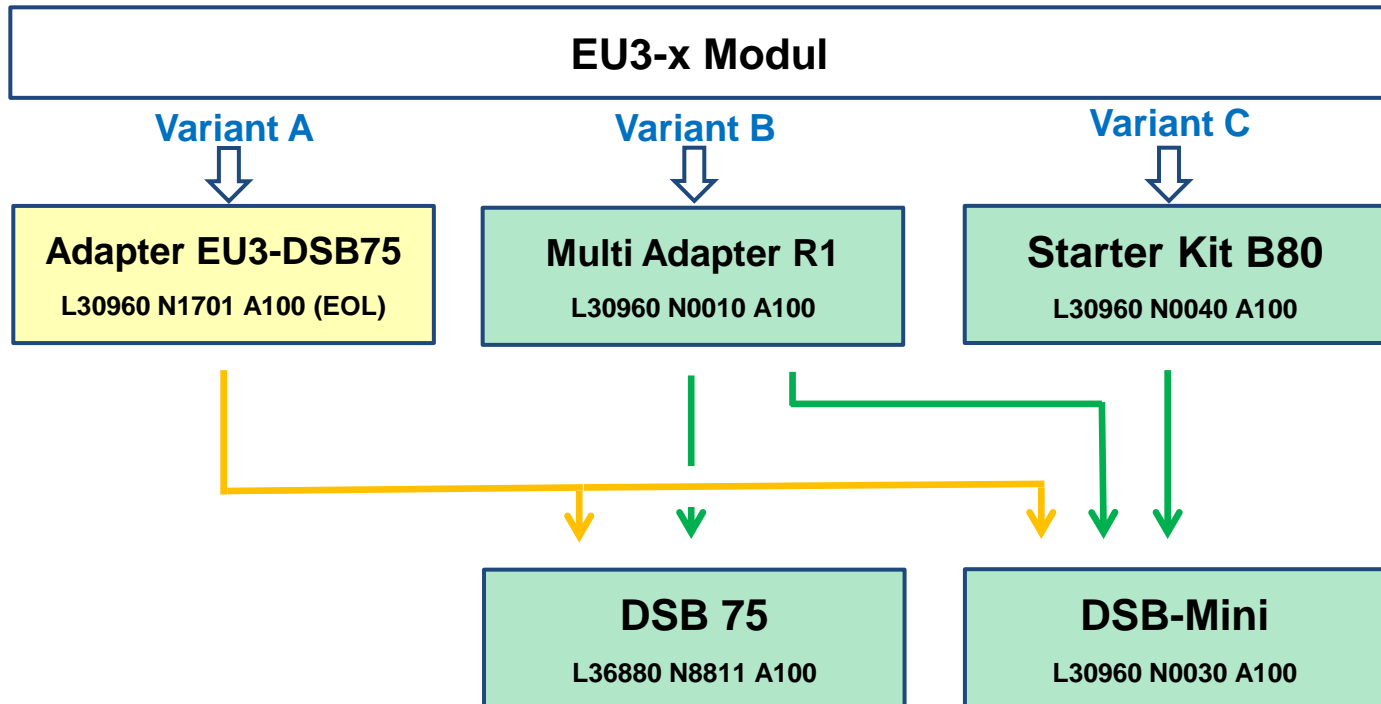 EU3-x Modul
Variant A
Variant B
Variant C
Adapter EU3-DSB75
L30960 N1701 A100 (EOL)
Multi Adapter R1
L30960 N0010 A100
Starter Kit B80
L30960 N0040 A100
DSB 75
L36880 N8811 A100
DSB-Mini
L30960 N0030 A100